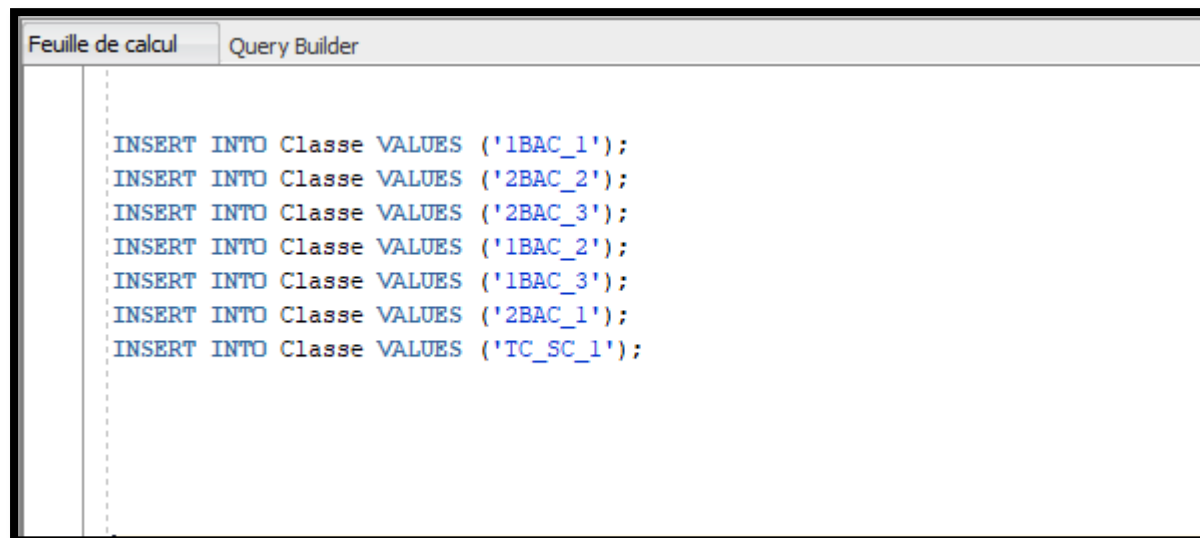 Feuille de calcul Query Builder
INSERT INTO Classe VALUES ('1BAC_1');
INSERT INTO Classe VALUES ('2BAC_2');
INSERT INTO Classe VALUES ('2BAC_3');
INSERT INTO Classe VALUES ('1BAC_2');
INSERT INTO Classe VALUES ('1BAC_3');
INSERT INTO Classe VALUES ('2BAC_1');
INSERT INTO Classe VALUES ('TC_SC_1');